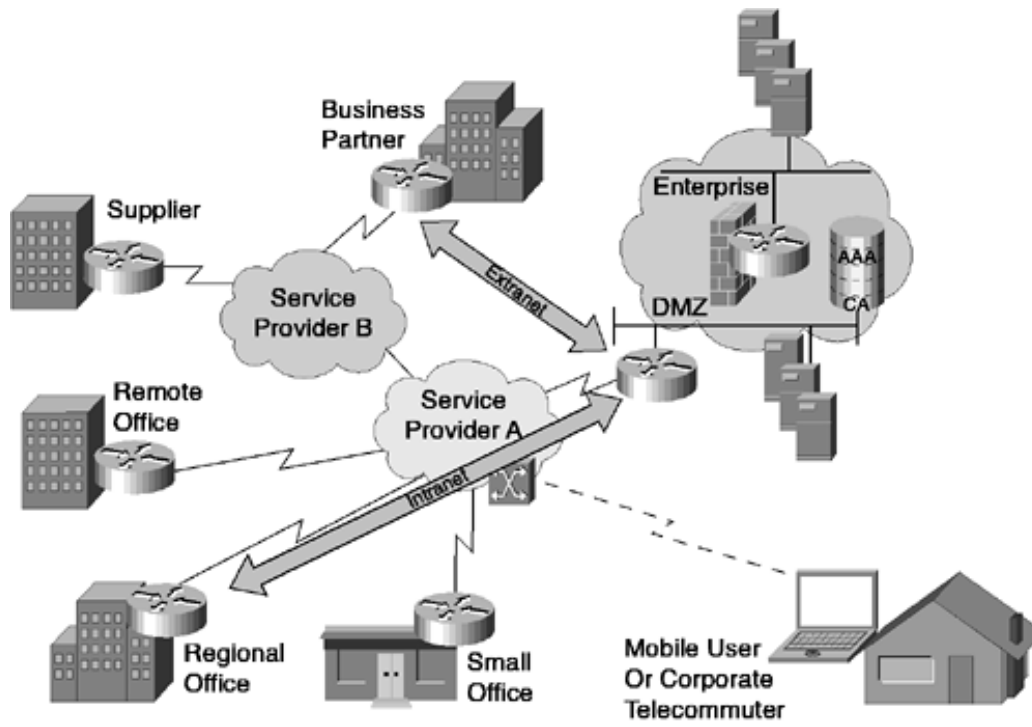 Business
Partner
Enterprise
Supplier
AAA
Extranet
Service
Provider B
DMZ
CA
Remote
Office
Service
Provider A
Intranet
Regional
Office
Small
Office
Mobile User
Or Corporate
Telecommuter